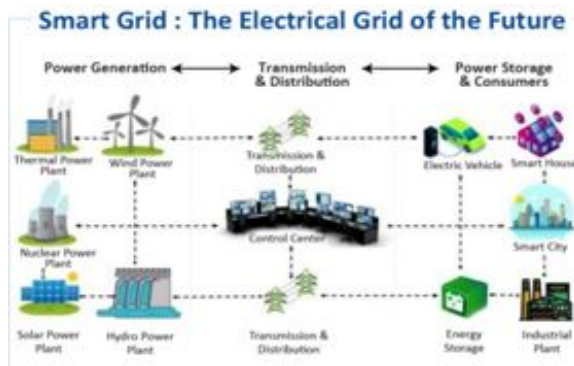 Smart Grid : The Electrical Grid of the Future
Power Generation
Transmission
& Distribution
Power Storage
& Consumers
Thermal Power
Plant
Wind Power
Plant
Transmission &
Distribution
Electric Vehicle
Smart House
Nuclear Power
Plant
Control Center
Smart City
Solar Power
Plant
Hydro Power
Plant
Transmission &
Distribution
Energy
Storage
Industrial
Plant